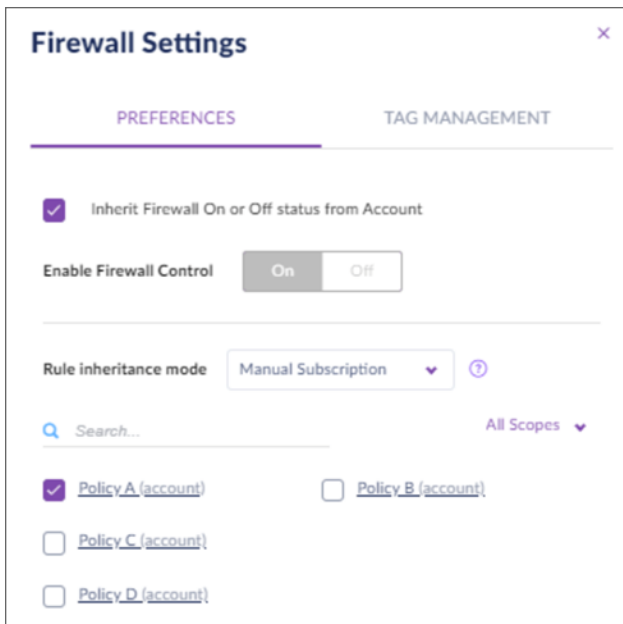 Firewall Settings
PREFERENCES TAG MANAGEMENT
Inherit Firewall On or Off status from Account
Enable Firewall Control On Off
Rule inheritance mode Manual Subscription ?
Search... All Scopes
Policy A (account) Policy B (account)
Policy C (account)
Policy D (account)